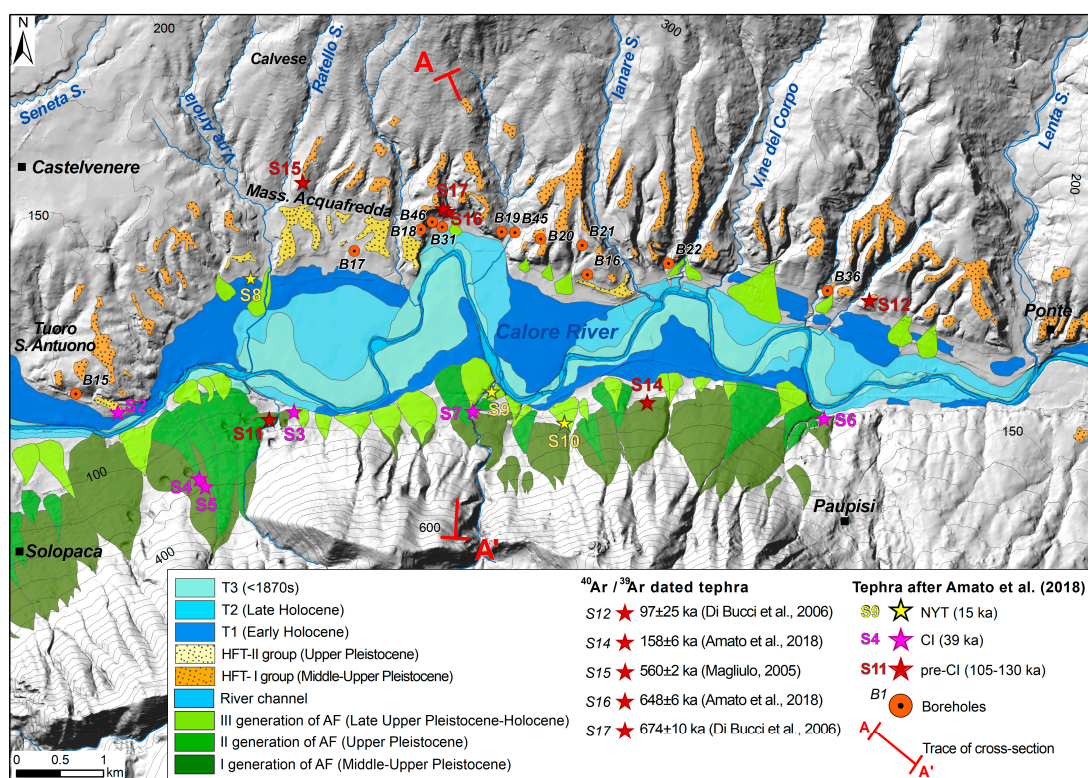 N
200
300
Calvese
Ratello S.
A
Ianare S.
Seneta S.
V.ne Ariola
V.ne del Corpo
Lenta S.
Castelvenere
S15
Mass. Acquafredda
S17
S16
200
150
B46
B18
B31
B19
B45
B20
B21
B17
B16
B22
B36
S8
S12
Tuoro
S. Antuono
Calore River
Ponte
B15
S2
S14
S9
S7
S11
S3
S10
S6
150
100
S4
S5
600
A'
Paupisi
Solopaca
400
T3 (<1870s)
T2 (Late Holocene)
T1 (Early Holocene)
HFT-II group (Upper Pleistocene)
HFT- I group (Middle-Upper Pleistocene)
River channel
III generation of AF (Late Upper Pleistocene-Holocene)
II generation of AF (Upper Pleistocene)
I generation of AF (Middle-Upper Pleistocene)
⁴⁰Ar / ³⁹Ar dated tephra
S12 97±25 ka (Di Bucci et al., 2006)
S14 158±6 ka (Amato et al., 2018)
S15 560±2 ka (Magliulo, 2005)
S16 648±6 ka (Amato et al., 2018)
S17 674±10 ka (Di Bucci et al., 2006)
Tephra after Amato et al. (2018)
S9 NYT (15 ka)
S4 CI (39 ka)
S11 pre-CI (105-130 ka)
B1 Boreholes
A
Trace of cross-section
A'
0 0.5 1
km